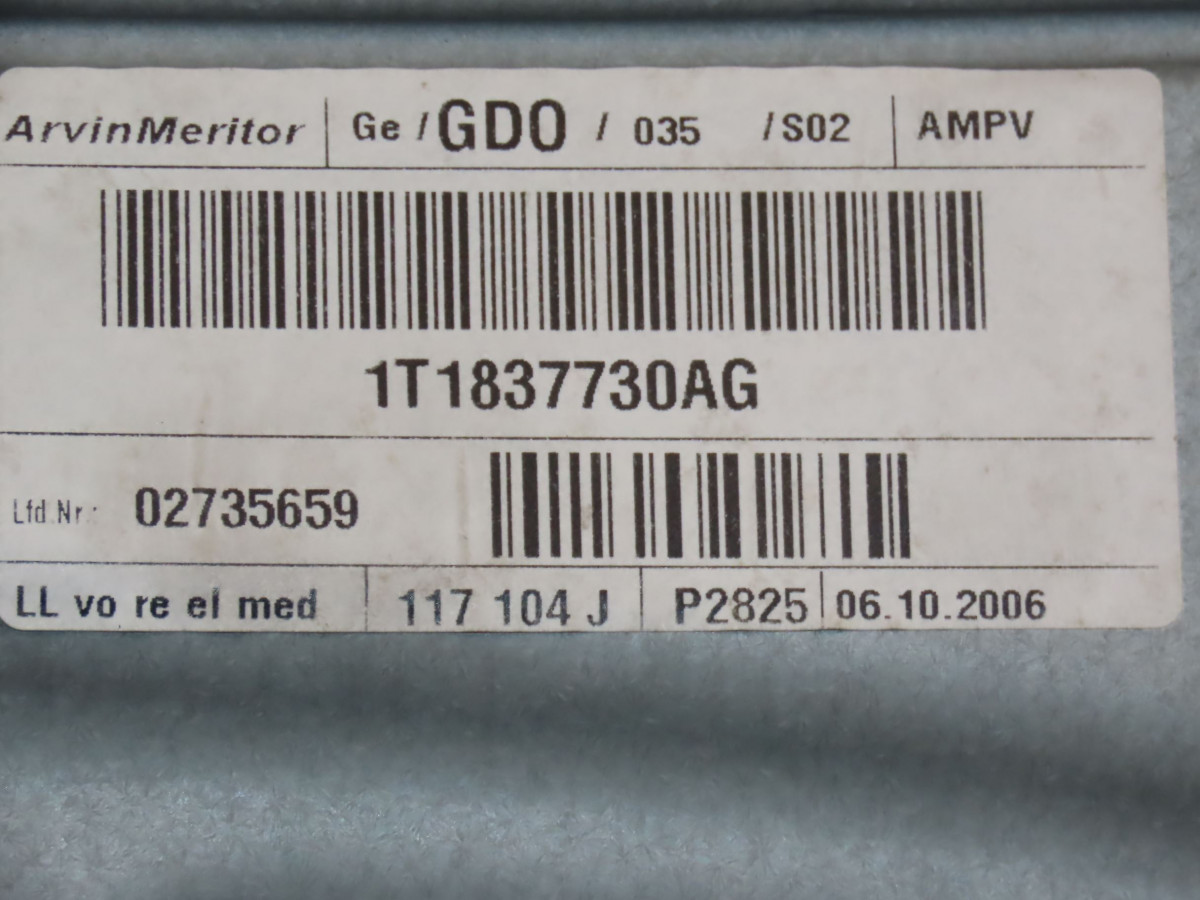 ArvinMeritor Ge / GDO / 035 / S02 AMPV
1T1837730AG
Lfd.Nr.: 02735659
LL vo re el med 117 104 J P2825 06.10.2006